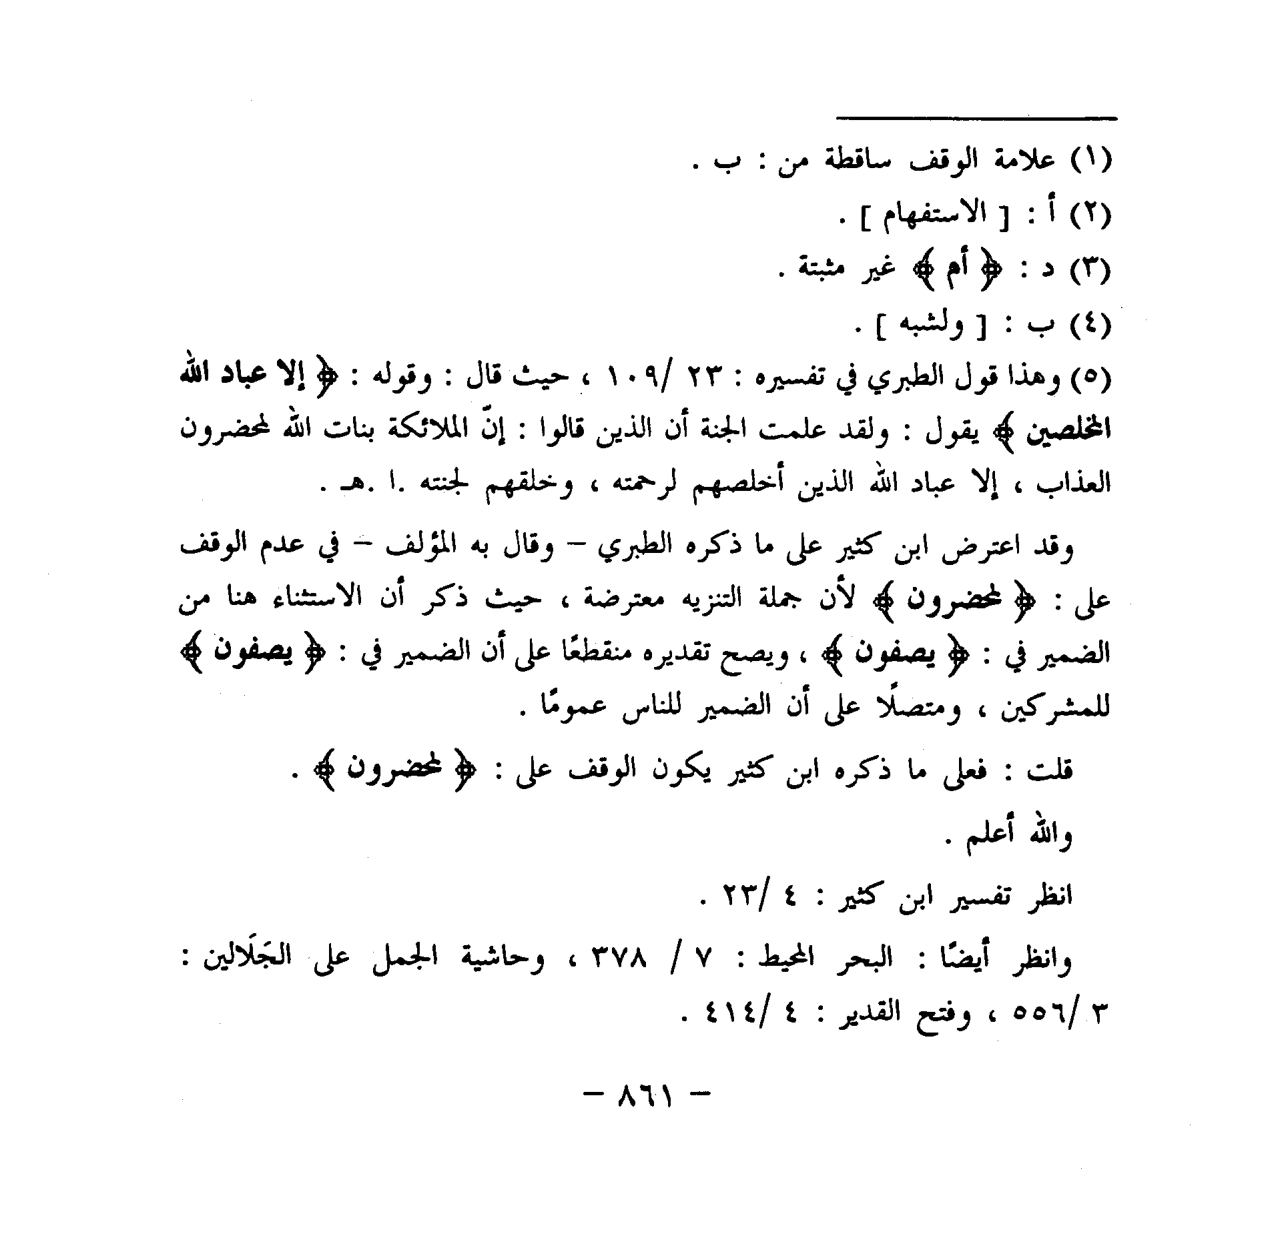 (١) علامة الوقف ساقطة من : ب .
(٢) أ : [ الاستفهام ] .
(٣) د : ﴿ أم ﴾ غير مثبتة .
(٤) ب : [ ولشبه ] .
(٥) وهذا قول الطبري في تفسيره : ٢٣ /١٠٩ ، حيث قال : وقوله : ﴿ إلا عباد الله
المخلصين ﴾ يقول : ولقد علمت الجنة أن الذين قالوا : إنّ الملائكة بنات الله لمحضرون
العذاب ، إلا عباد الله الذين أخلصهم لرحمته ، وخلقهم لجنته .ا .هـ .
وقد اعترض ابن كثير على ما ذكره الطبري – وقال به المؤلف – في عدم الوقف
على : ﴿ لمحضرون ﴾ لأن جملة التنزيه معترضة ، حيث ذكر أن الاستثناء هنا من
الضمير في : ﴿ يصفون ﴾ ، ويصح تقديره منقطعًا على أن الضمير في : ﴿ يصفون ﴾
للمشركين ، ومتصلًا على أن الضمير للناس عمومًا .
قلت : فعلى ما ذكره ابن كثير يكون الوقف على : ﴿ لمحضرون ﴾ .
والله أعلم .
انظر تفسير ابن كثير : ٤ /٢٣ .
وانظر أيضًا : البحر المحيط : ٧ / ٣٧٨ ، وحاشية الجمل على الجَلَالين :
٣ /٥٥٦ ، وفتح القدير : ٤ /٤١٤ .
– ٨٦١ –